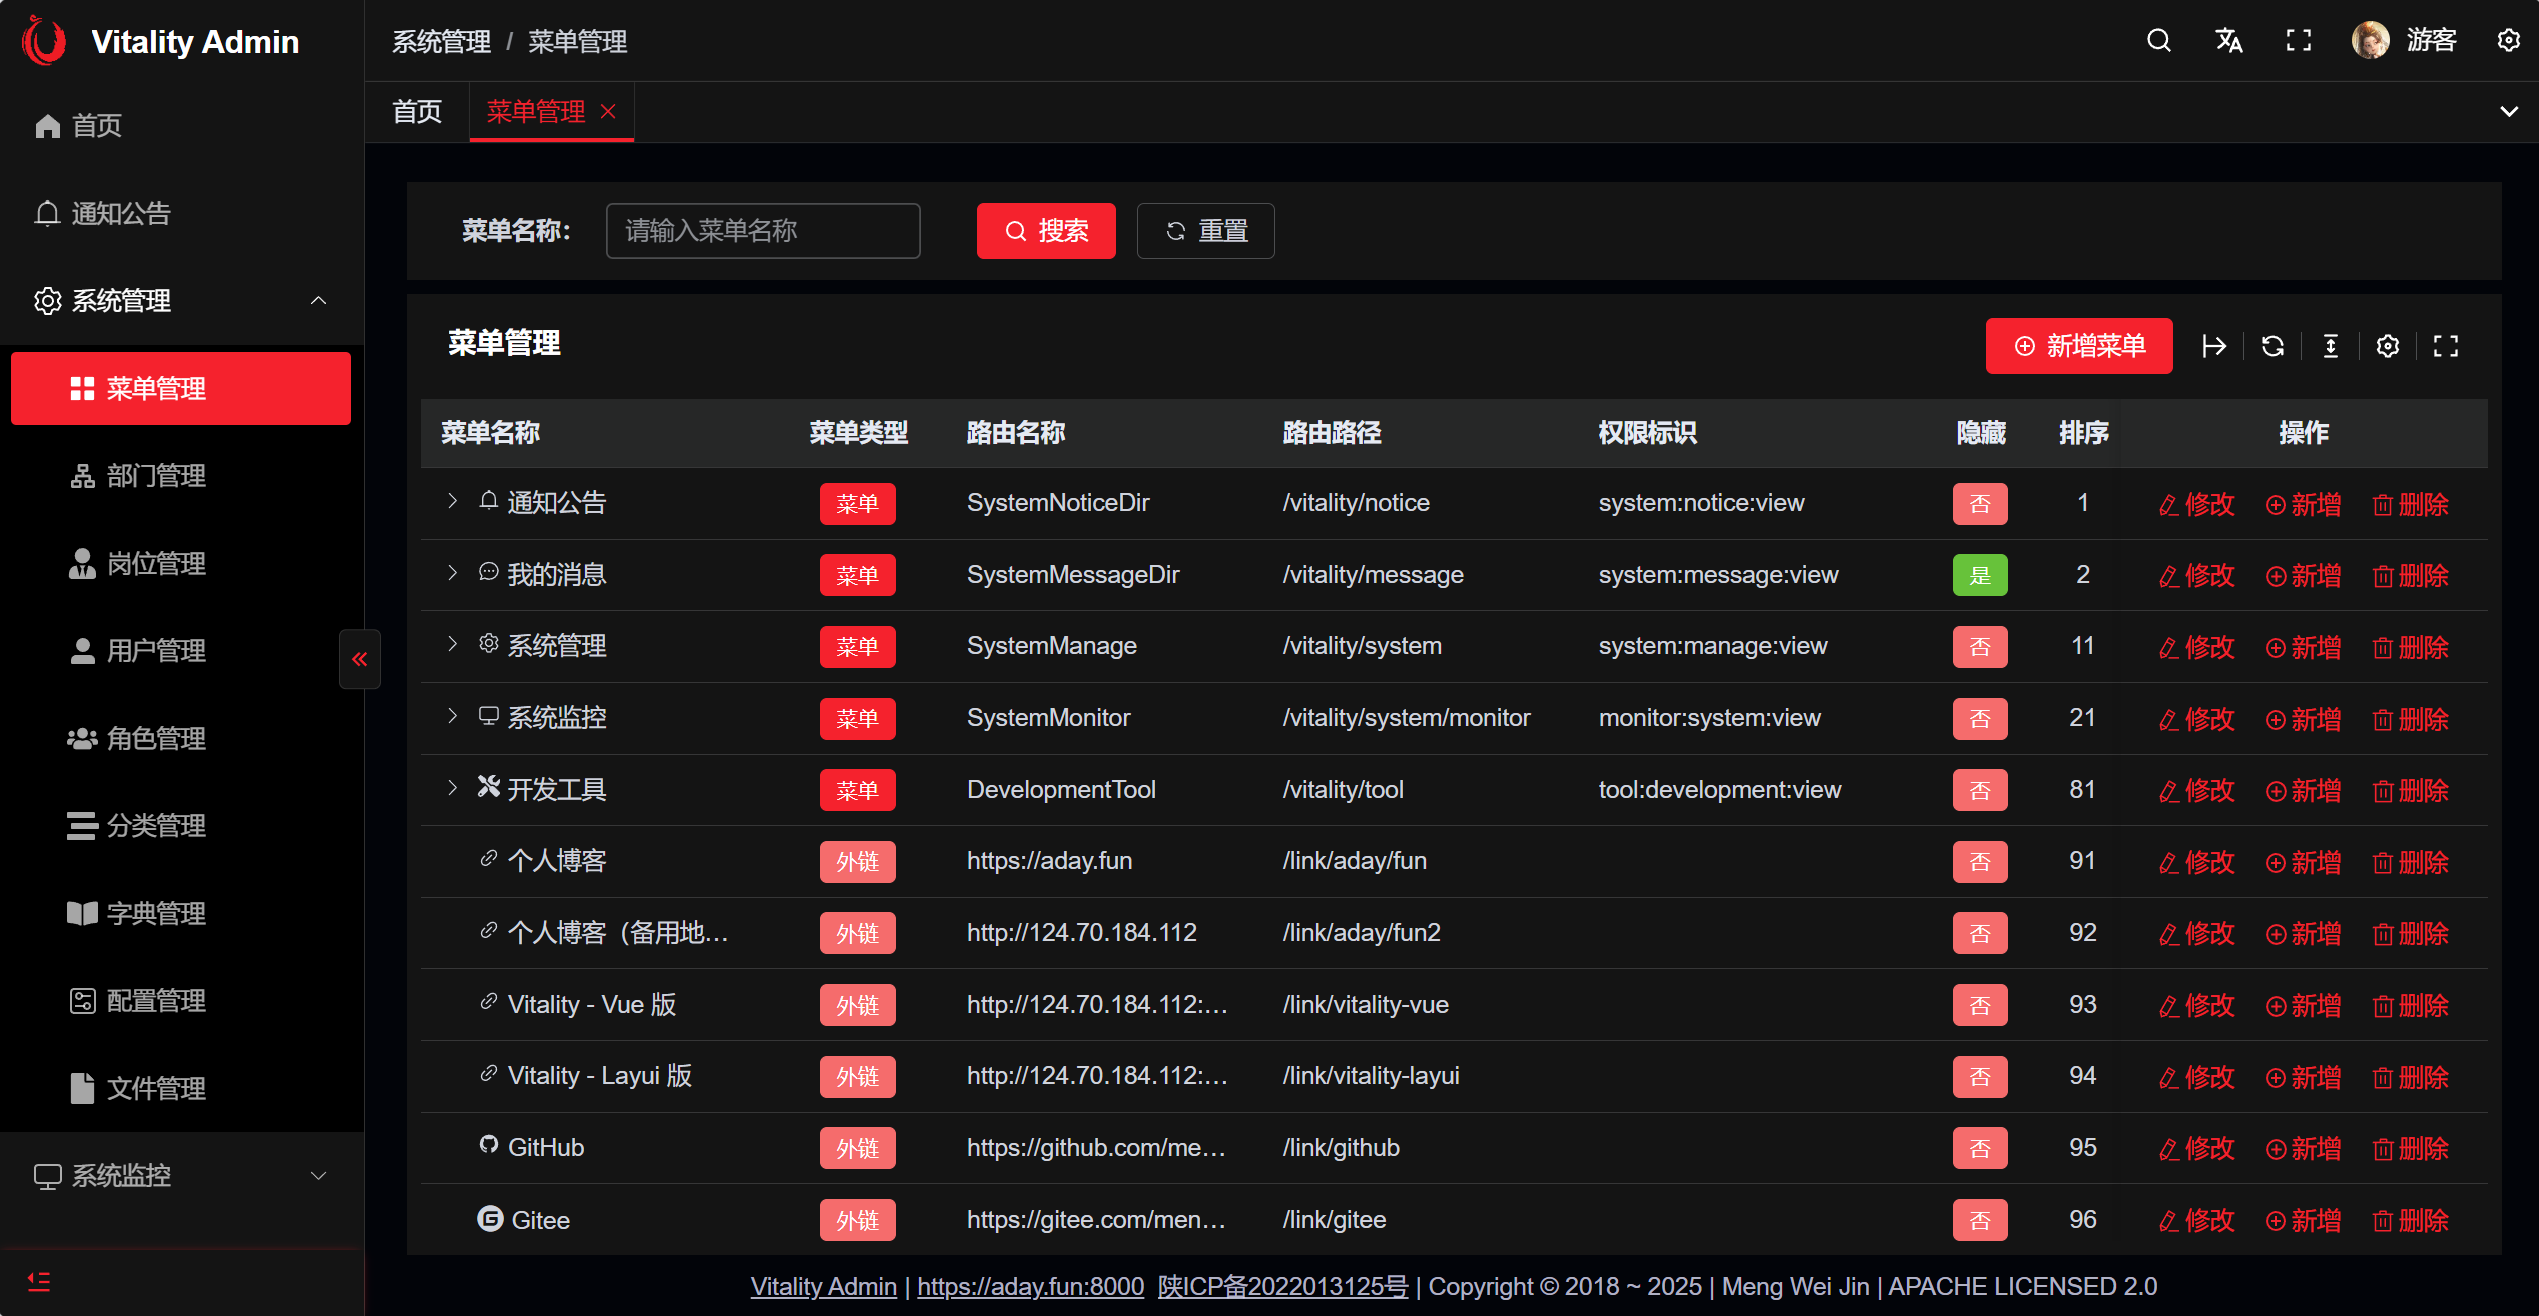 Vitality Admin
系统管理 / 菜单管理
游客
首页
菜单管理
首页
通知公告
系统管理
菜单管理
部门管理
岗位管理
用户管理
角色管理
分类管理
字典管理
配置管理
文件管理
系统监控
菜单名称：
请输入菜单名称
搜索
重置
菜单管理
新增菜单
菜单名称 菜单类型 路由名称 路由路径 权限标识 隐藏 排序 操作
通知公告 菜单 SystemNoticeDir /vitality/notice system:notice:view 否 1 修改 新增 删除
我的消息 菜单 SystemMessageDir /vitality/message system:message:view 是 2 修改 新增 删除
系统管理 菜单 SystemManage /vitality/system system:manage:view 否 11 修改 新增 删除
系统监控 菜单 SystemMonitor /vitality/system/monitor monitor:system:view 否 21 修改 新增 删除
开发工具 菜单 DevelopmentTool /vitality/tool tool:development:view 否 81 修改 新增 删除
个人博客 外链 https://aday.fun /link/aday/fun 否 91 修改 新增 删除
个人博客（备用地… 外链 http://124.70.184.112 /link/aday/fun2 否 92 修改 新增 删除
Vitality - Vue 版 外链 http://124.70.184.112:… /link/vitality-vue 否 93 修改 新增 删除
Vitality - Layui 版 外链 http://124.70.184.112:… /link/vitality-layui 否 94 修改 新增 删除
GitHub 外链 https://github.com/me… /link/github 否 95 修改 新增 删除
Gitee 外链 https://gitee.com/men… /link/gitee 否 96 修改 新增 删除
Vitality Admin | https://aday.fun:8000 陕ICP备2022013125号 | Copyright © 2018 ~ 2025 | Meng Wei Jin | APACHE LICENSED 2.0